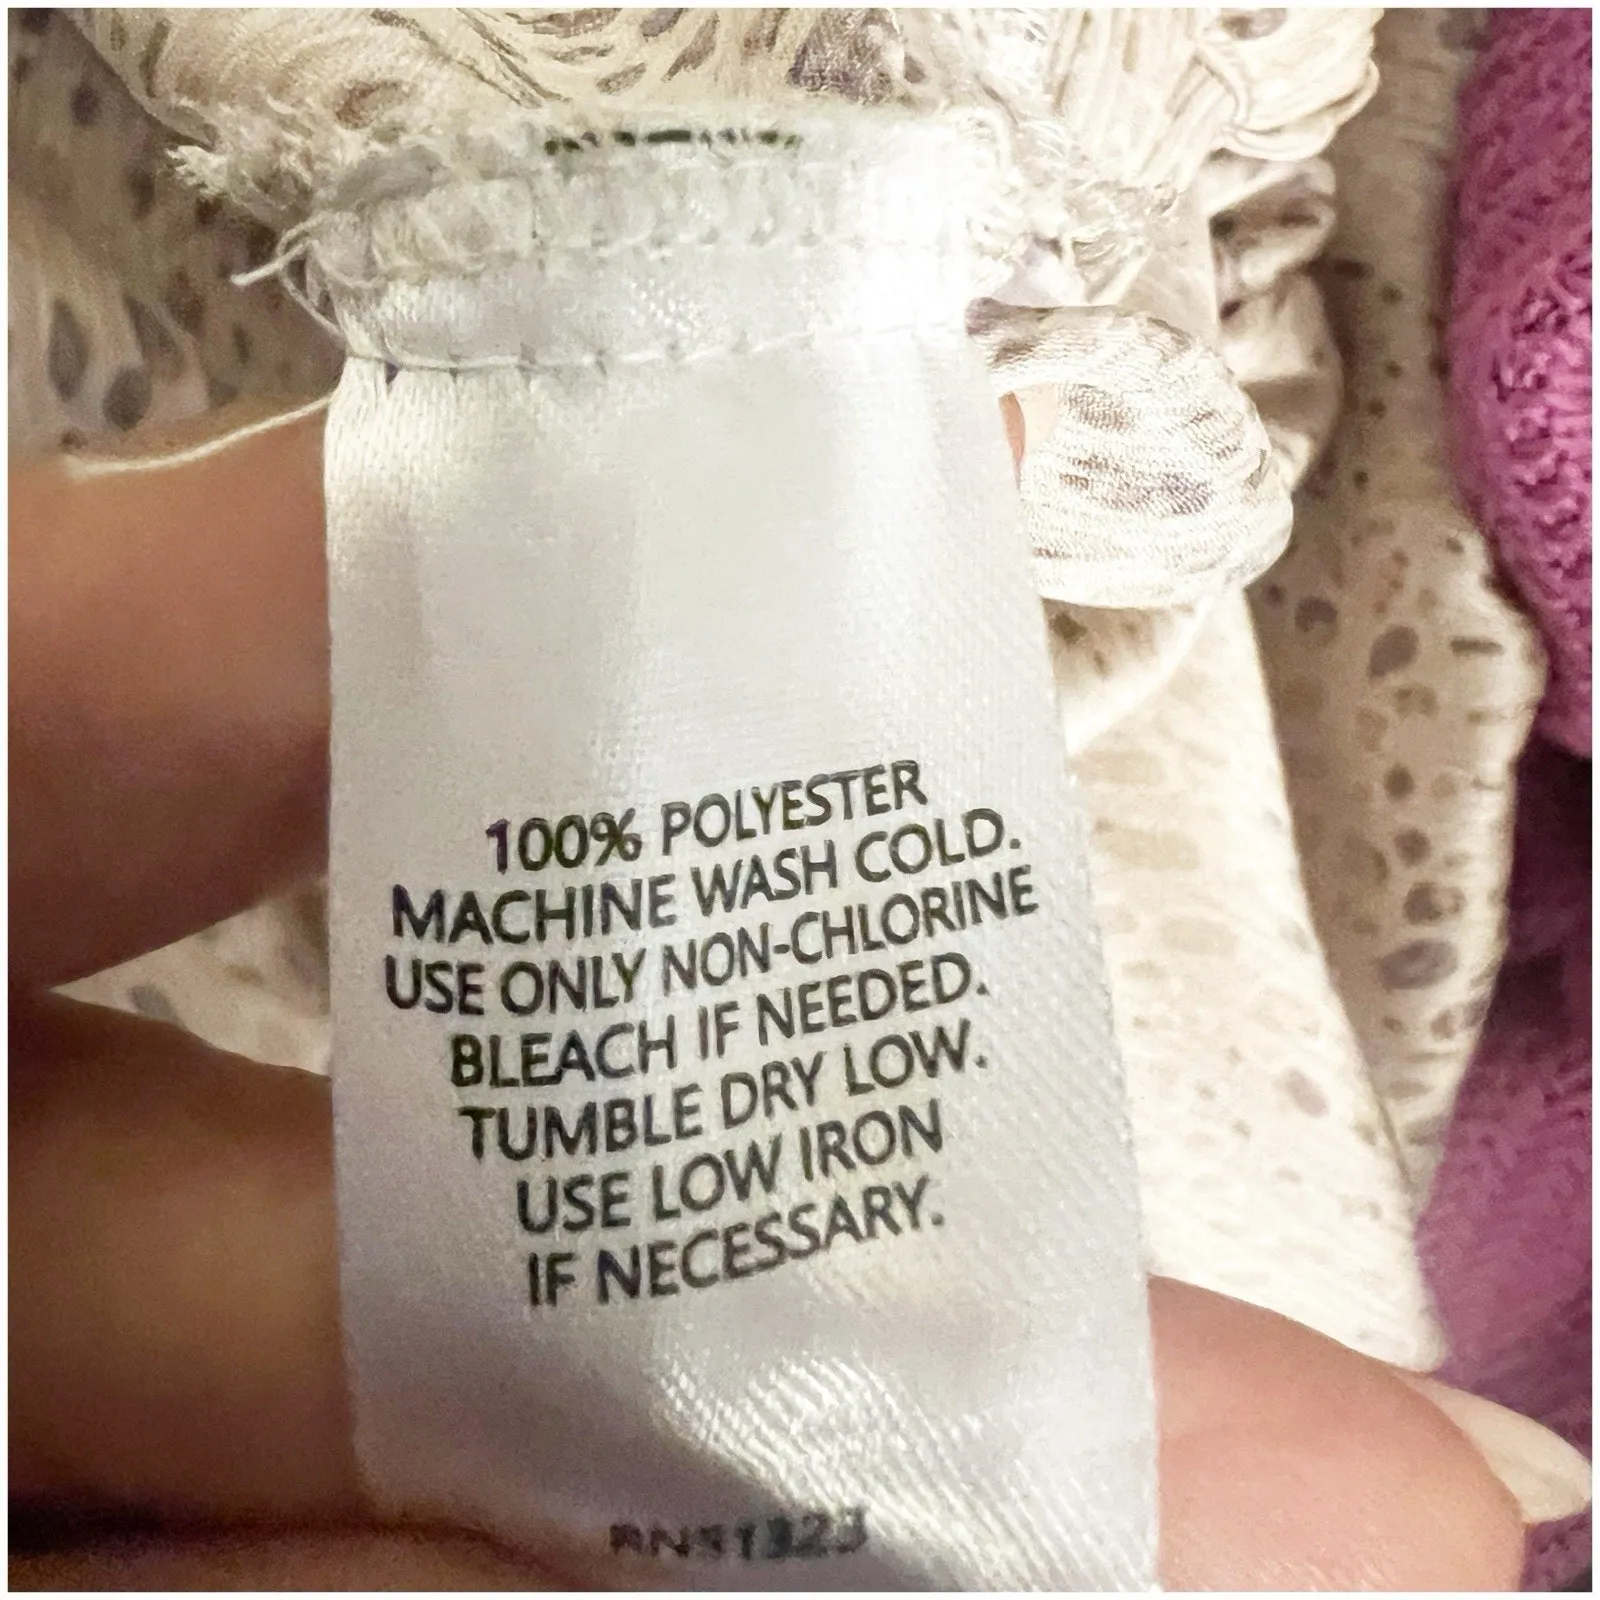 100% POLYESTER
MACHINE WASH COLD.
USE ONLY NON-CHLORINE
BLEACH IF NEEDED.
TUMBLE DRY LOW.
USE LOW IRON
IF NECESSARY.